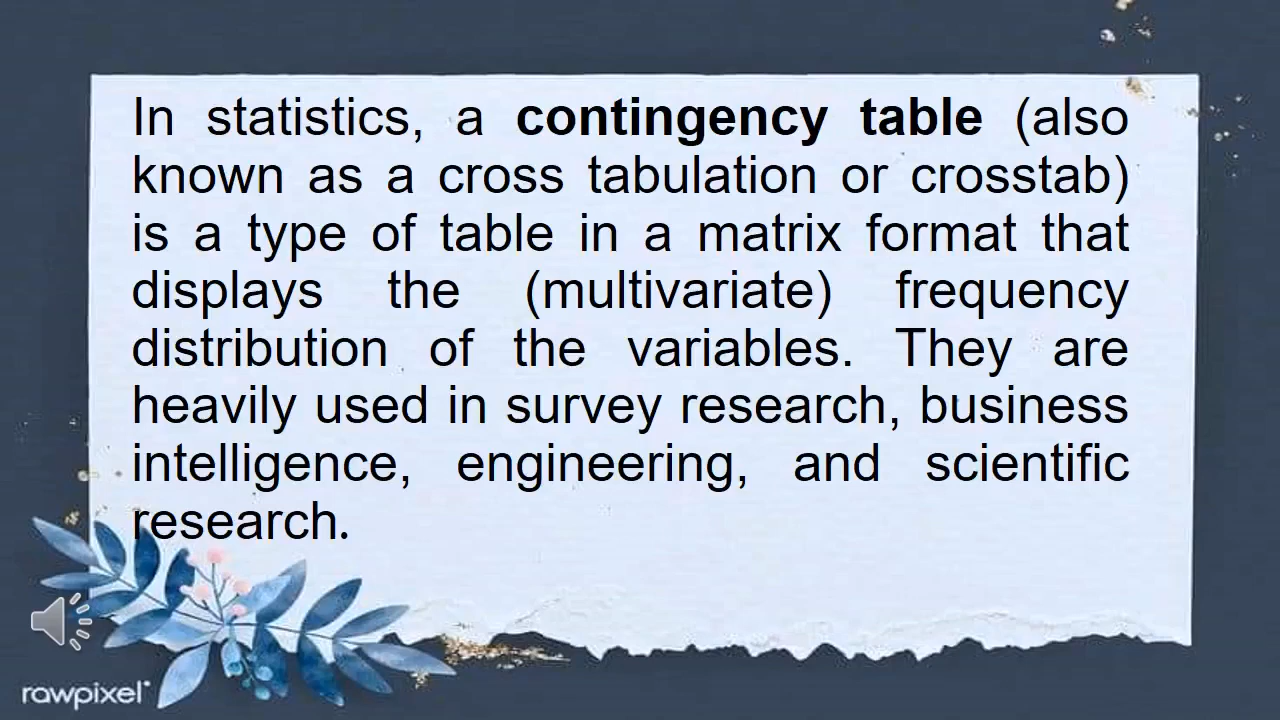 In statistics, a contingency table (also
known as a cross tabulation or crosstab)
is a type of table in a matrix format that
displays the (multivariate) frequency
distribution of the variables. They are
heavily used in survey research, business
intelligence, engineering, and scientific
research.
rawpixel